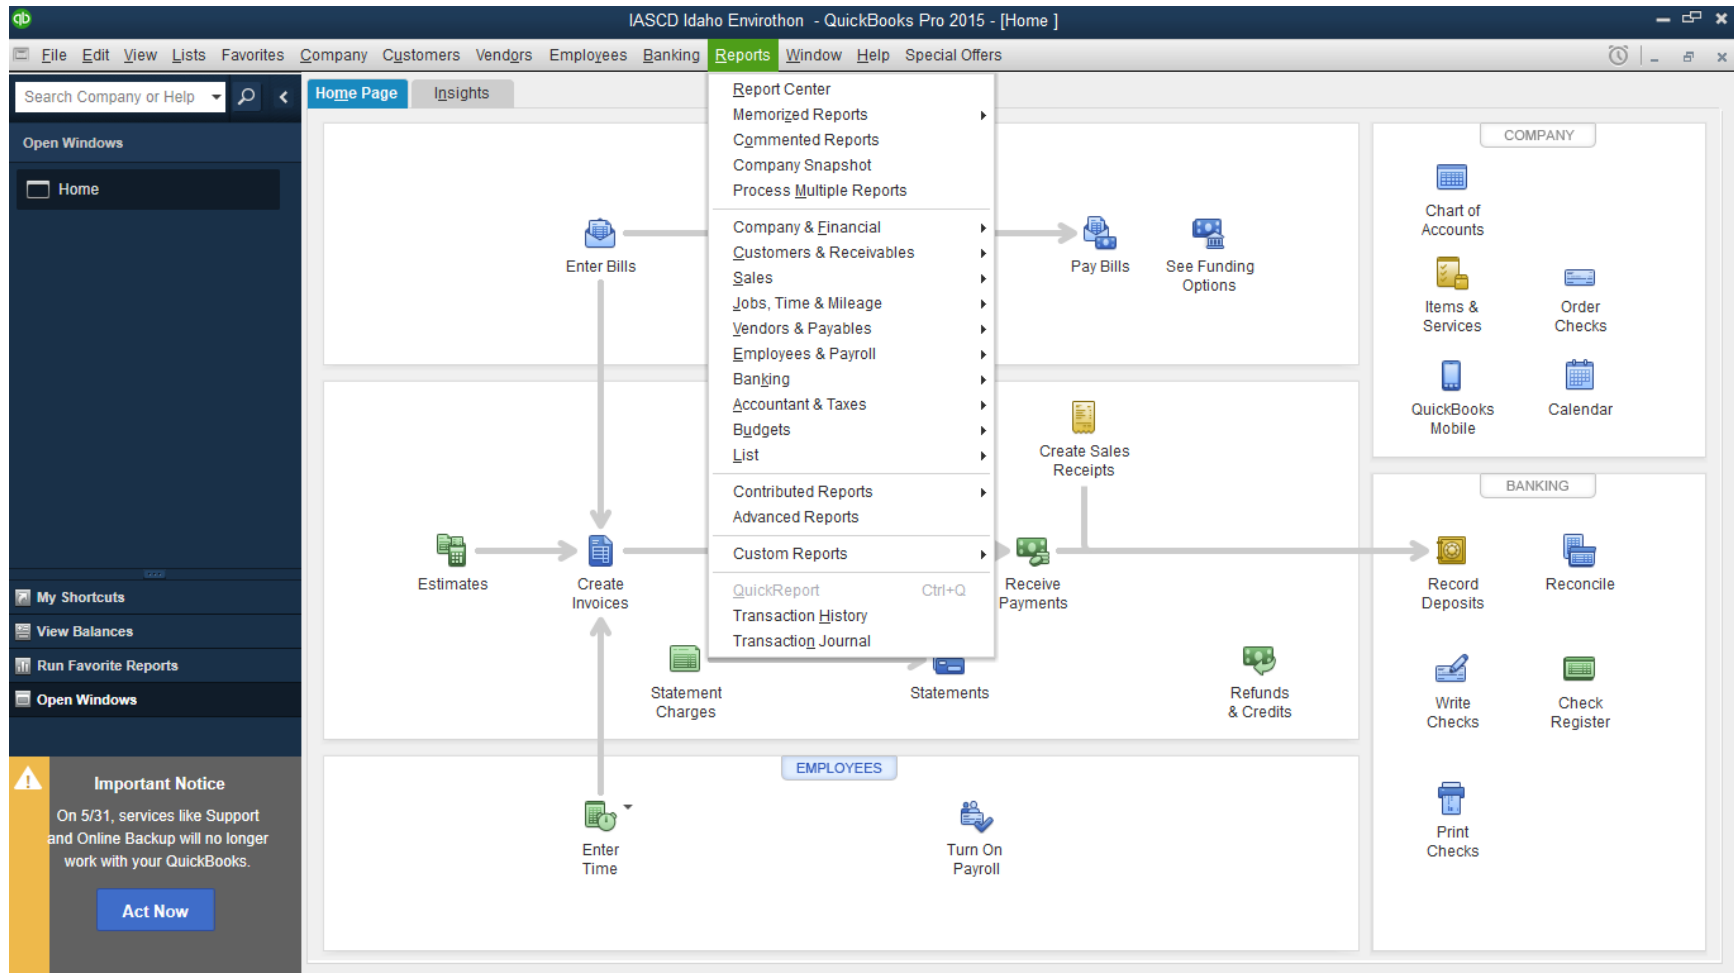 qb
IASCD Idaho Envirothon - QuickBooks Pro 2015 - [Home ]
File Edit View Lists Favorites Company Customers Vendors Employees Banking Reports Window Help Special Offers
Search Company or Help
Open Windows
Home
My Shortcuts
View Balances
Run Favorite Reports
Open Windows
Important Notice
On 5/31, services like Support
and Online Backup will no longer
work with your QuickBooks.
Act Now
Home Page
Insights
Report Center
Memorized Reports
Commented Reports
Company Snapshot
Process Multiple Reports
Company & Financial
Customers & Receivables
Sales
Jobs, Time & Mileage
Vendors & Payables
Employees & Payroll
Banking
Accountant & Taxes
Budgets
List
Contributed Reports
Advanced Reports
Custom Reports
QuickReport Ctrl+Q
Transaction History
Transaction Journal
Enter Bills
Pay Bills
See Funding
Options
Create Sales
Receipts
Estimates
Create
Invoices
Receive
Payments
Statement
Charges
Statements
Refunds
& Credits
EMPLOYEES
Enter
Time
Turn On
Payroll
COMPANY
Chart of
Accounts
Items &
Services
Order
Checks
QuickBooks
Mobile
Calendar
BANKING
Record
Deposits
Reconcile
Write
Checks
Check
Register
Print
Checks